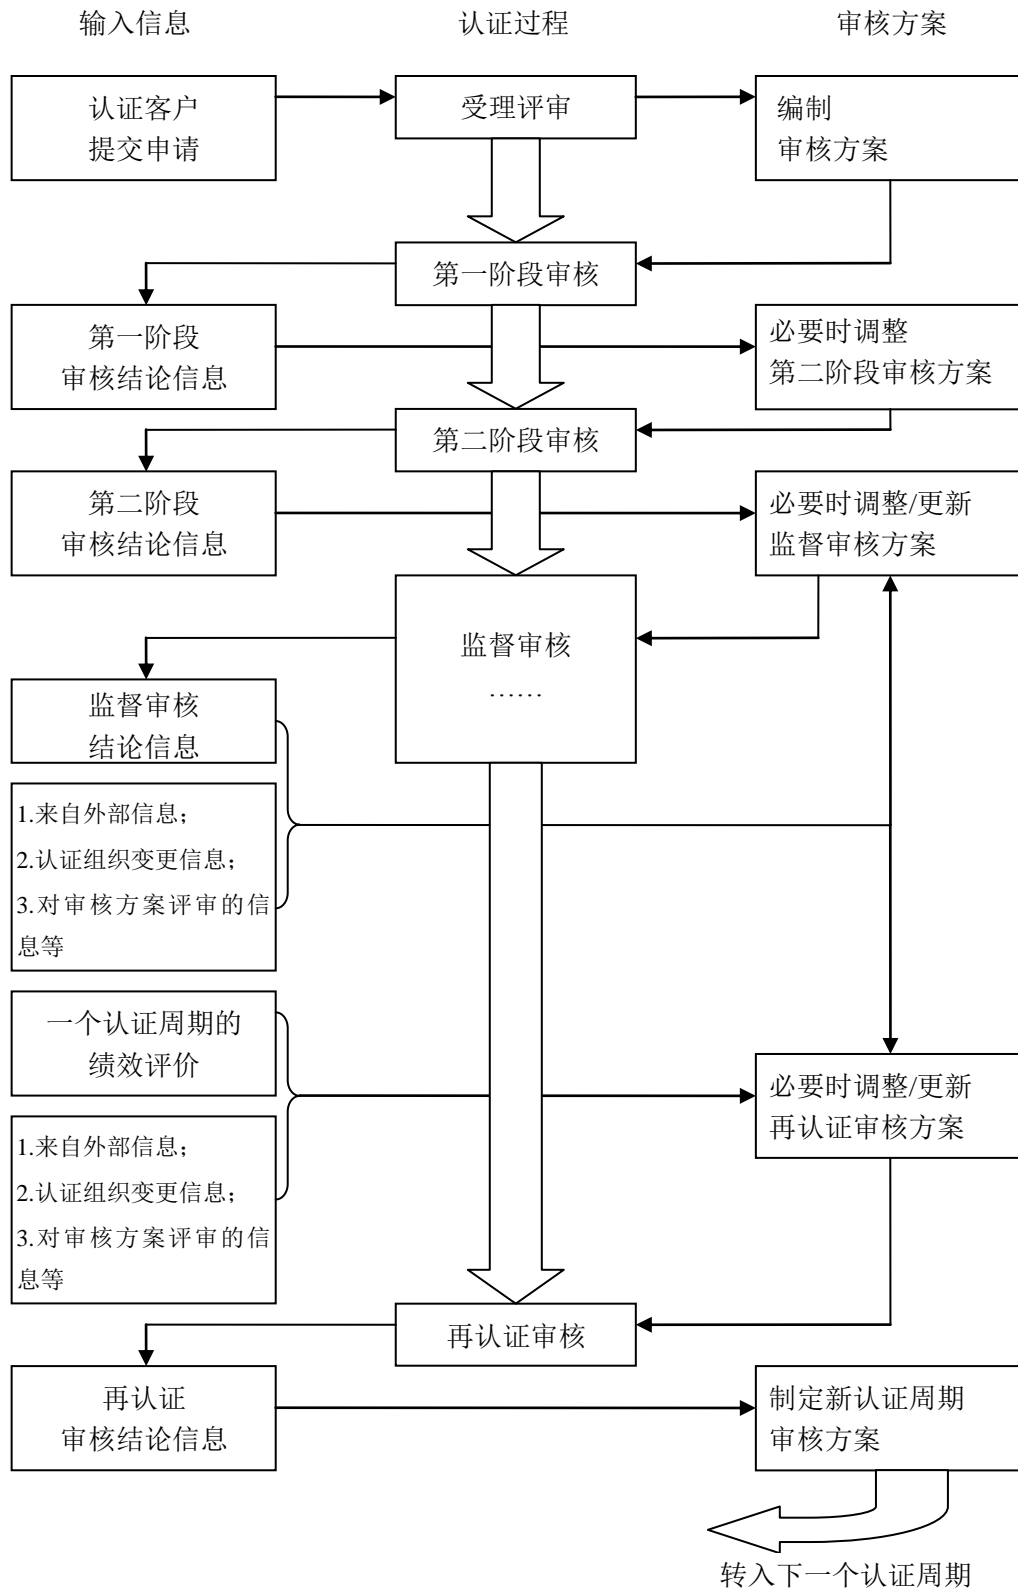 输入信息
认证过程
审核方案
认证客户
提交申请
受理评审
编制
审核方案
第一阶段审核
第一阶段
审核结论信息
必要时调整
第二阶段审核方案
第二阶段审核
第二阶段
审核结论信息
必要时调整/更新
监督审核方案
监督审核
……
监督审核
结论信息
1.来自外部信息；
2.认证组织变更信息；
3.对审核方案评审的信
息等
一个认证周期的
绩效评价
必要时调整/更新
再认证审核方案
1.来自外部信息；
2.认证组织变更信息；
3.对审核方案评审的信
息等
再认证审核
再认证
审核结论信息
制定新认证周期
审核方案
转入下一个认证周期